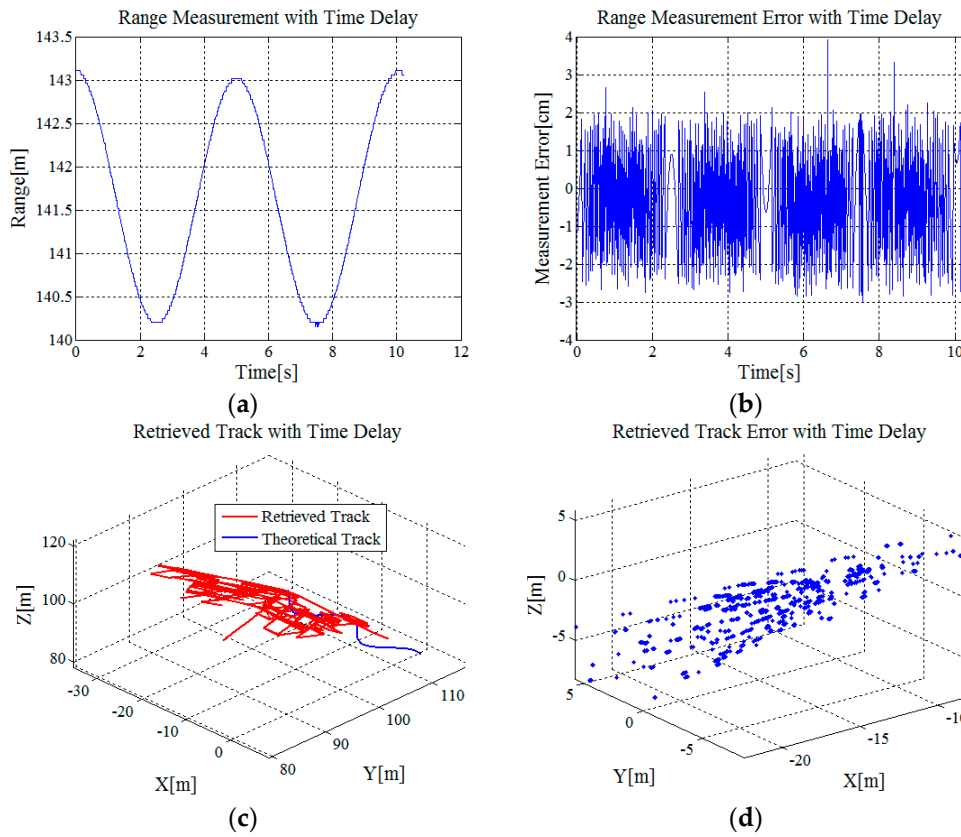 Range Measurement with Time Delay
143.5
143
142.5
142
141.5
141
140.5
140
0 2 4 6 8 10 12
Range[m]
Time[s]
(a)
Range Measurement Error with Time Delay
4
3
2
1
0
-1
-2
-3
-4
0 2 4 6 8 10
Measurement Error[cm]
Time[s]
(b)
Retrieved Track with Time Delay
Retrieved Track
Theoretical Track
120
100
80
Z[m]
-30
-20
-10
0
X[m]
80
90
100
110
Y[m]
(c)
Retrieved Track Error with Time Delay
5
0
-5
Z[m]
5
0
-5
Y[m]
-20
-15
-10
X[m]
(d)